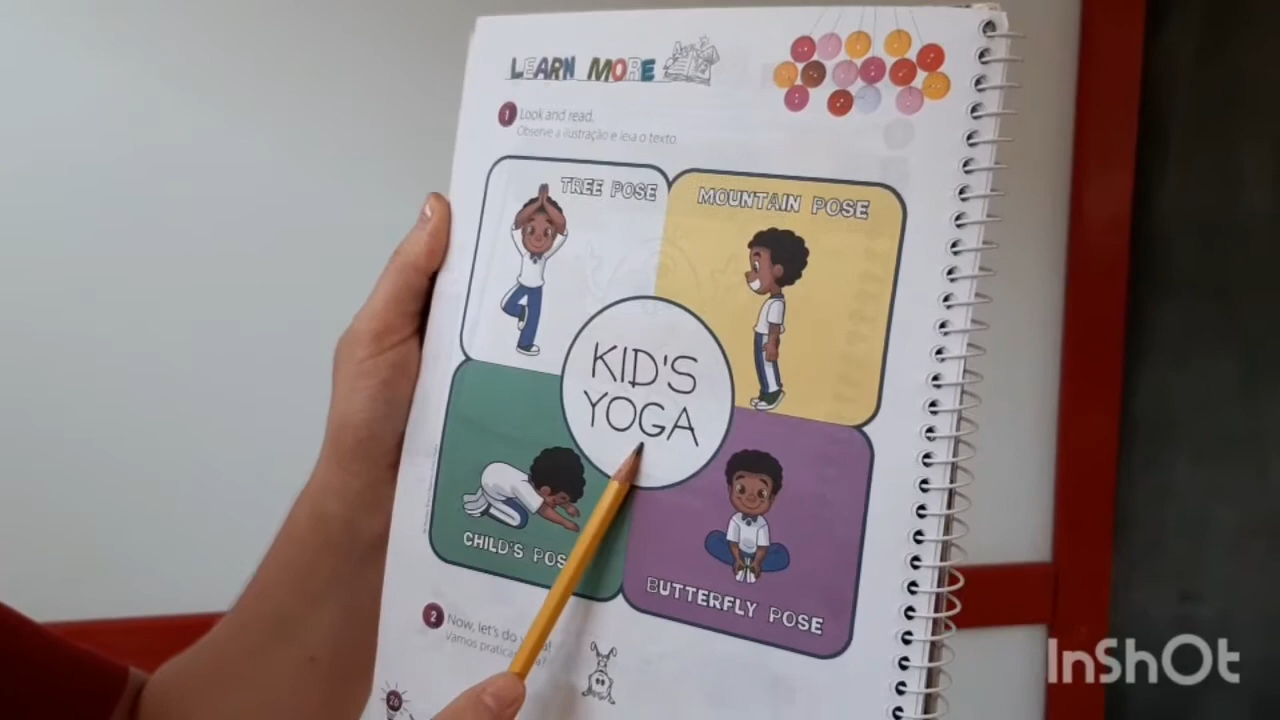 LEARN MORE
1 Look and read.
Observe a ilustração e leia o texto.
TREE POSE
MOUNTAIN POSE
KID'S
YOGA
CHILD'S POS
BUTTERFLY POSE
2 Now, let's do
Vamos pratica
26
InShOt